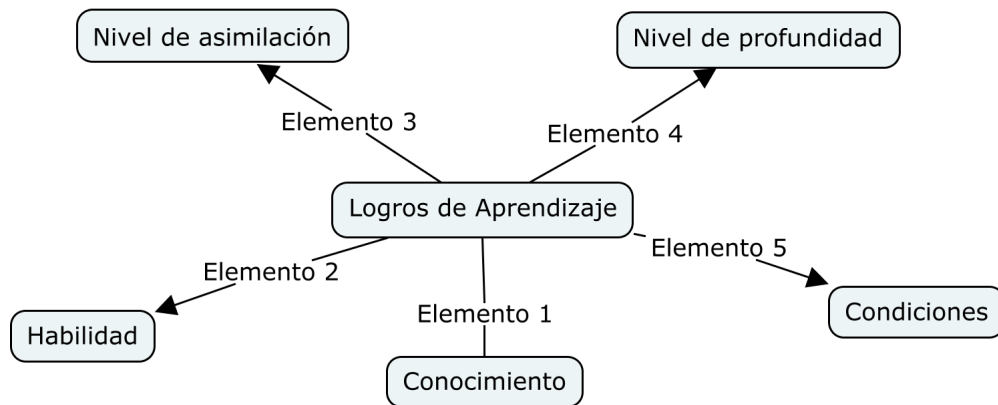 Nivel de asimilación
Nivel de profundidad
Elemento 3
Elemento 4
Logros de Aprendizaje
Elemento 2
Elemento 5
Habilidad
Elemento 1
Condiciones
Conocimiento